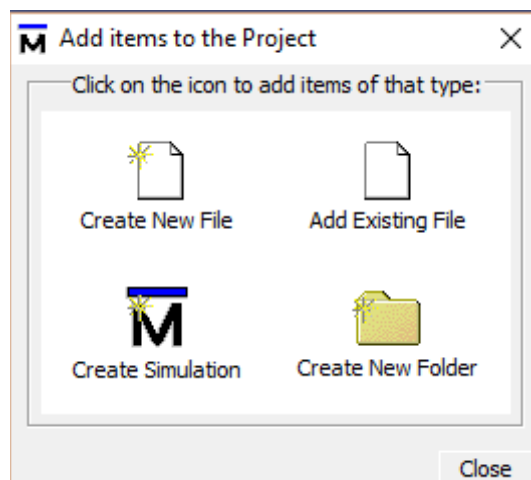 M Add items to the Project
Click on the icon to add items of that type:
Create New File
Add Existing File
M
Create Simulation
Create New Folder
Close